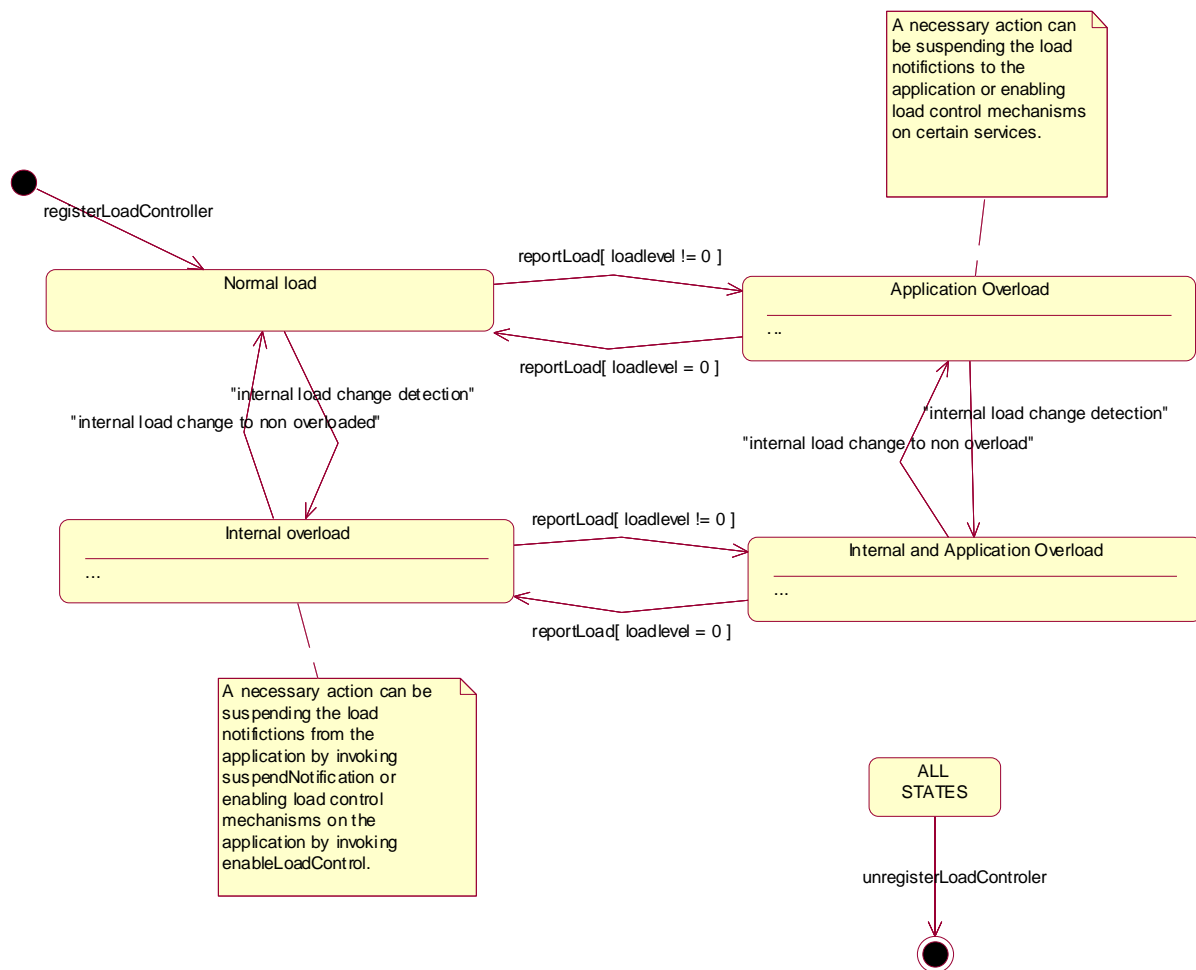 A necessary action can
be suspending the load
notifictions to the
application or enabling
load control mechanisms
on certain services.
registerLoadController
reportLoad[ loadlevel != 0 ]
Normal load
Application Overload
...
reportLoad[ loadlevel = 0 ]
"internal load change detection"
"internal load change to non overloaded"
"internal load change detection"
"internal load change to non overload"
reportLoad[ loadlevel != 0 ]
Internal overload
...
Internal and Application Overload
...
reportLoad[ loadlevel = 0 ]
A necessary action can be
suspending the load
notifictions from the
application by invoking
suspendNotification or
enabling load control
mechanisms on the
application by invoking
enableLoadControl.
ALL
STATES
unregisterLoadControler